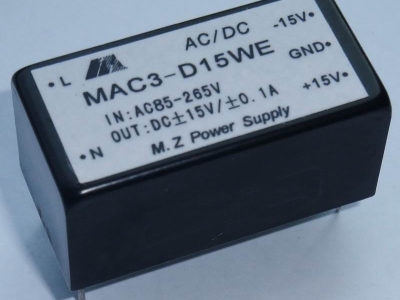 AC/DC -15V
L
MAC3-D15WE GND
IN:AC85-265V
OUT:DC±15V/±0.1A +15V
N
M.Z Power Supply